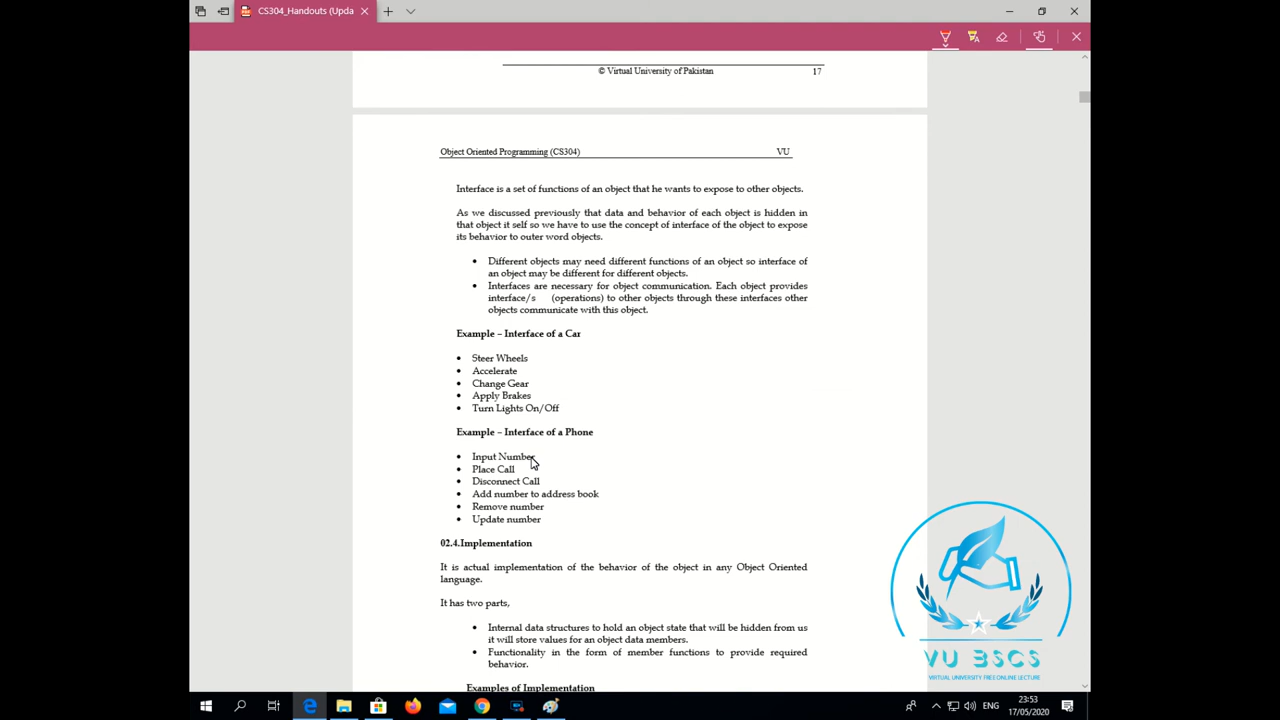 CS304_Handouts (Upda
© Virtual University of Pakistan 17
Object Oriented Programming (CS304) VU
Interface is a set of functions of an object that he wants to expose to other objects.
As we discussed previously that data and behavior of each object is hidden in
that object it self so we have to use the concept of interface of the object to expose
its behavior to outer word objects.
• Different objects may need different functions of an object so interface of
an object may be different for different objects.
• Interfaces are necessary for object communication. Each object provides
interface/s (operations) to other objects through these interfaces other
objects communicate with this object.
Example – Interface of a Car
• Steer Wheels
• Accelerate
• Change Gear
• Apply Brakes
• Turn Lights On/Off
Example – Interface of a Phone
• Input Number
• Place Call
• Disconnect Call
• Add number to address book
• Remove number
• Update number
02.4.Implementation
It is actual implementation of the behavior of the object in any Object Oriented
language.
It has two parts,
• Internal data structures to hold an object state that will be hidden from us
it will store values for an object data members.
• Functionality in the form of member functions to provide required
behavior.
Examples of Implementation
VU BSCS
VIRTUAL UNIVERSITY FREE ONLINE LECTURE
ENG
23:53
17/05/2020